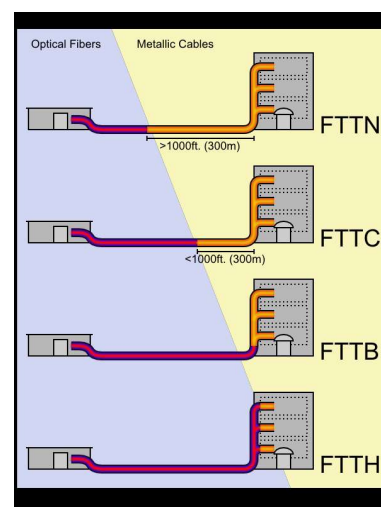 Optical Fibers Metallic Cables
FTTN
>1000ft. (300m)
FTTC
<1000ft. (300m)
FTTB
FTTH